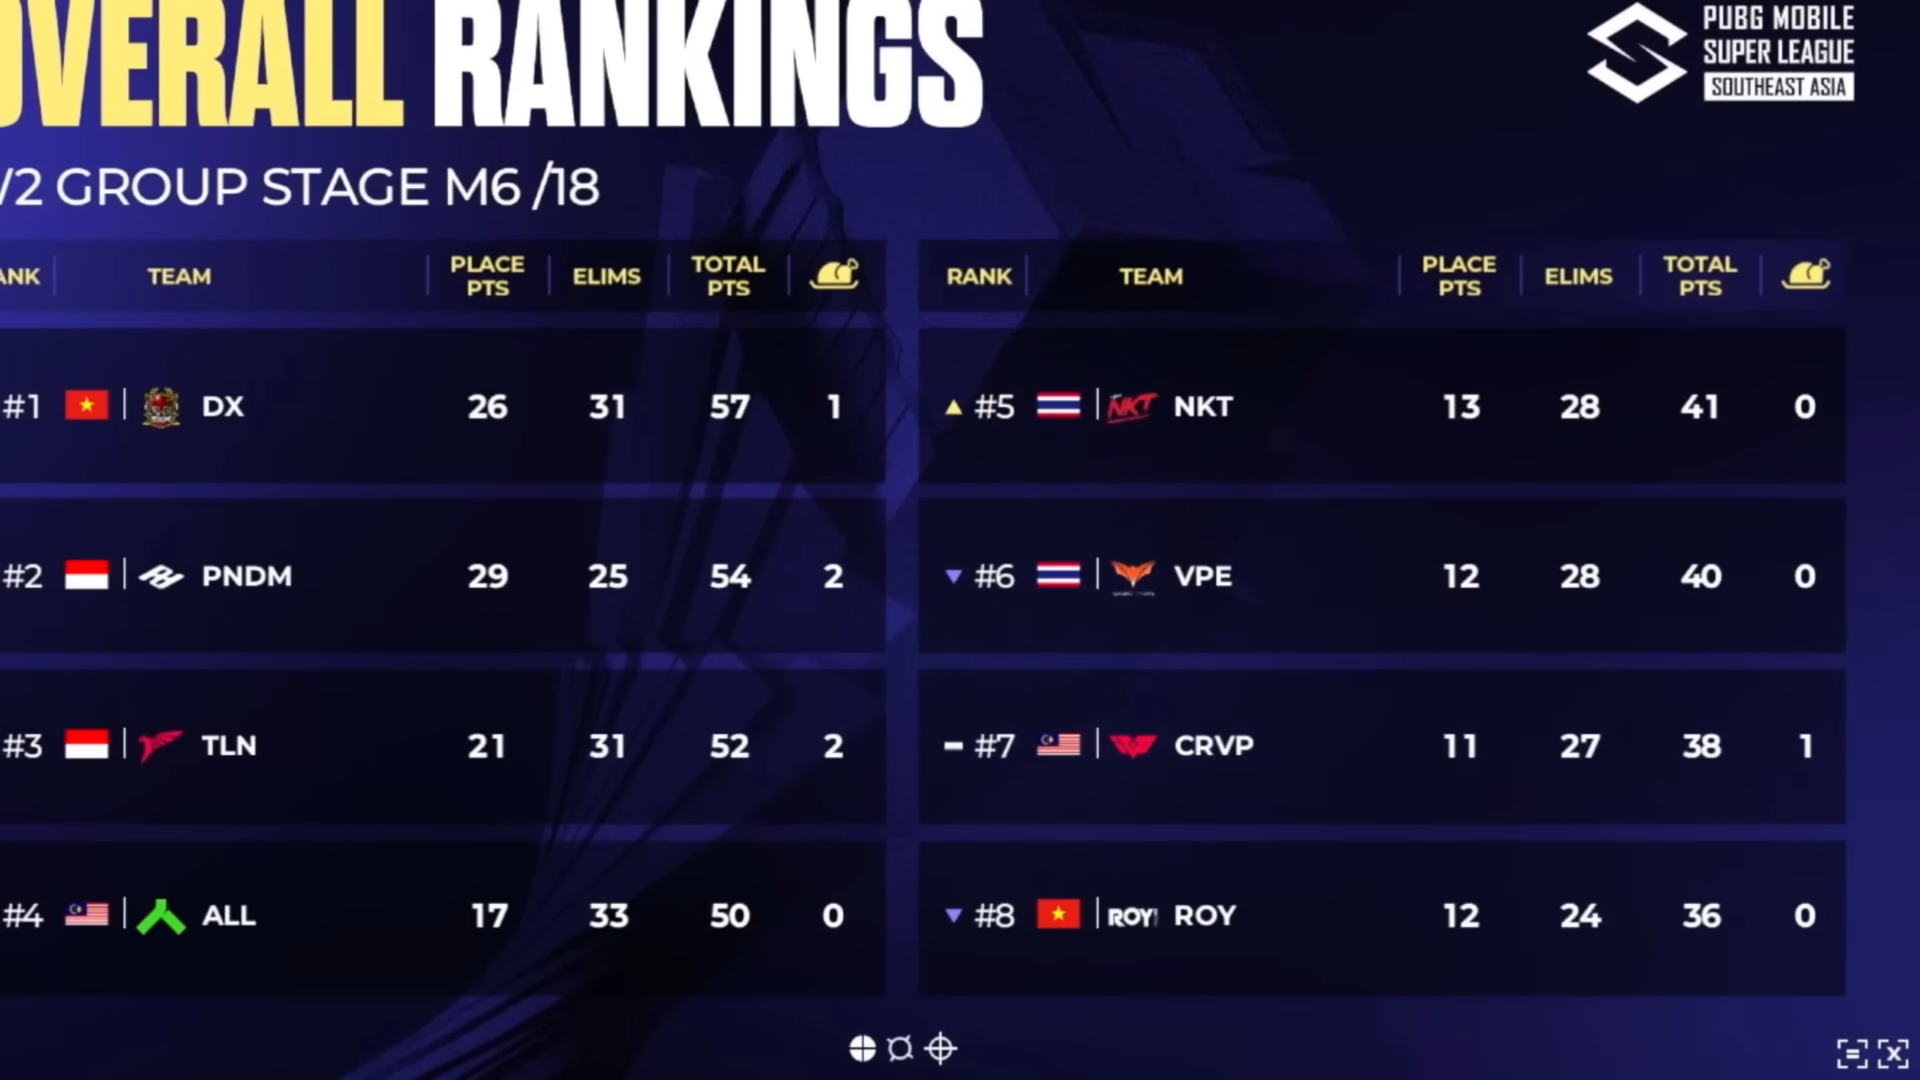 OVERALL RANKINGS
PUBG MOBILE
SUPER LEAGUE
SOUTHEAST ASIA
/2 GROUP STAGE M6 /18
ANK TEAM PLACE PTS ELIMS TOTAL PTS
#1 DX 26 31 57 1
#2 PNDM 29 25 54 2
#3 TLN 21 31 52 2
#4 ALL 17 33 50 0
RANK TEAM PLACE PTS ELIMS TOTAL PTS
#5 NKT NKT 13 28 41 0
#6 VPE 12 28 40 0
#7 CRVP 11 27 38 1
#8 ROY ROY 12 24 36 0